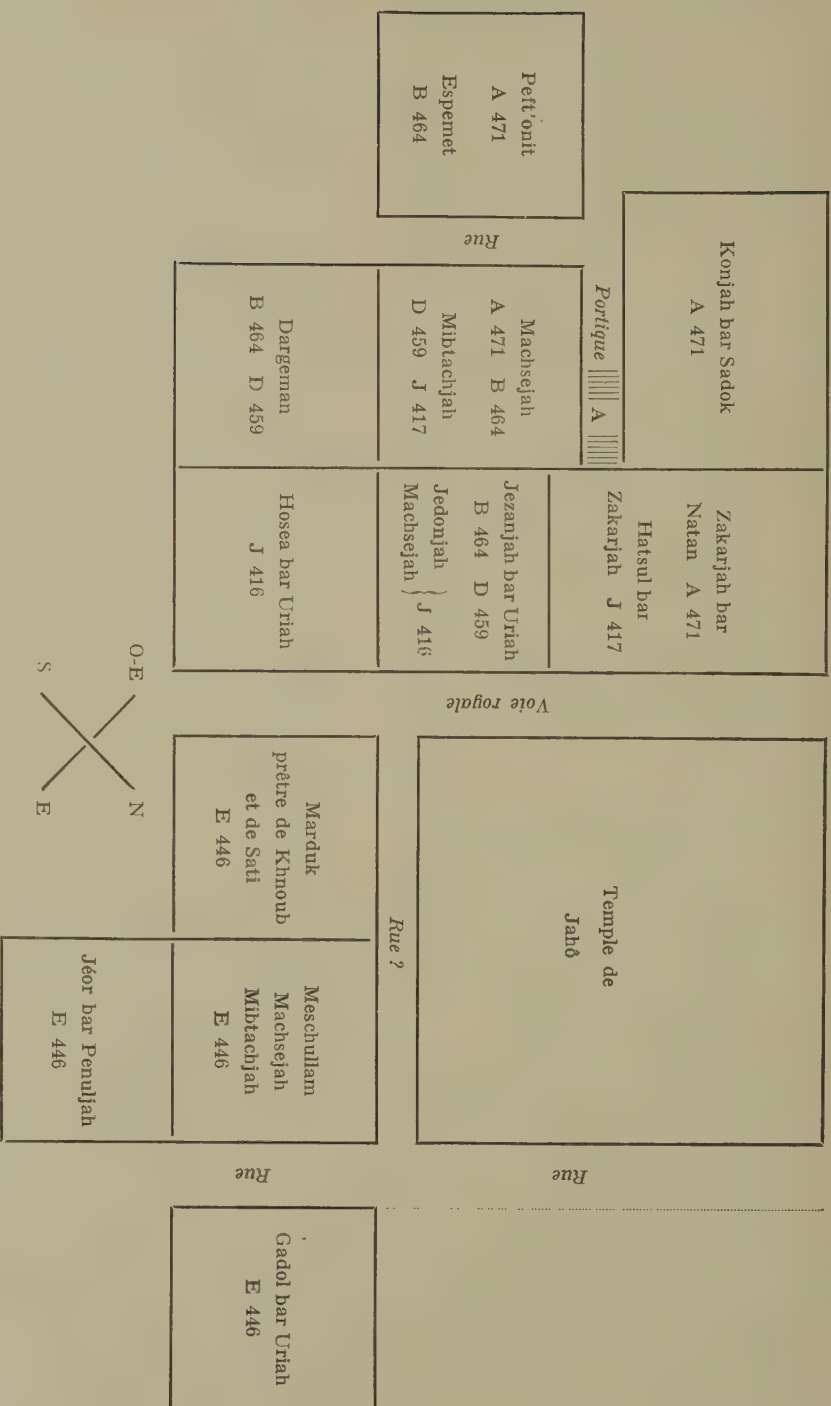 Peft'onit
A 471
Espemet
B 464
Rue
Konjah bar Sadok
A 471
Portique A
Machsejah
A 471 B 464
Mibtachjah
D 459 J 417
Dargeman
B 464 D 459
Zakarjah bar
Natan A 471
Hatsul bar
Zakarjah J 417
Jezanjah bar Uriah
B 464 D 459
Jedonjah
Machsejah } J 416
Hosea bar Uriah
J 416
Voie royale
O-E
N
S
E
Temple de
Jahô
Rue ?
Marduk
prêtre de Khnoub
et de Sati
E 446
Meschullam
Machsejah
Mibtachjah
E 446
Jéor bar Penuljah
E 446
Rue
Rue
Gadol bar Uriah
E 446